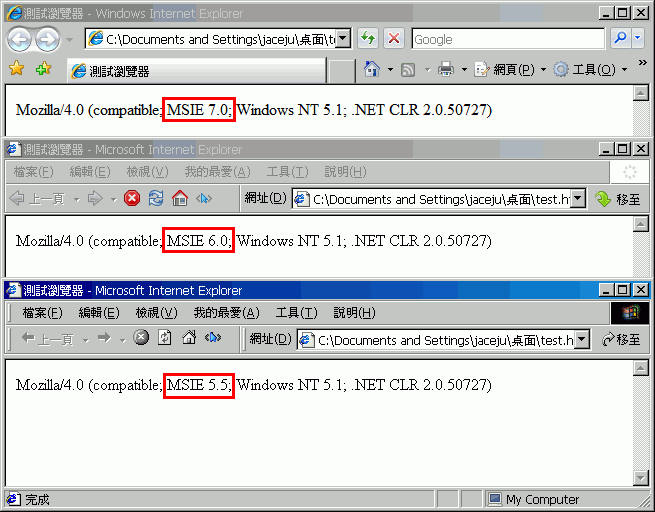 測試瀏覽器 - Windows Internet Explorer
C:\Documents and Settings\jaceju\桌面\t
Google
測試瀏覽器
網頁(P)
工具(O)
Mozilla/4.0 (compatible; MSIE 7.0; Windows NT 5.1; .NET CLR 2.0.50727)
測試瀏覽器 - Microsoft Internet Explorer
檔案(F) 編輯(E) 檢視(V) 我的最愛(A) 工具(T) 說明(H)
上一頁 網址(D) C:\Documents and Settings\jaceju\桌面\test.h 移至
Mozilla/4.0 (compatible; MSIE 6.0; Windows NT 5.1; .NET CLR 2.0.50727)
測試瀏覽器 - Microsoft Internet Explorer
檔案(F) 編輯(E) 檢視(V) 我的最愛(A) 工具(T) 說明(H)
上一頁 網址(D) C:\Documents and Settings\jaceju\桌面\test.h 移至
Mozilla/4.0 (compatible; MSIE 5.5; Windows NT 5.1; .NET CLR 2.0.50727)
完成 My Computer